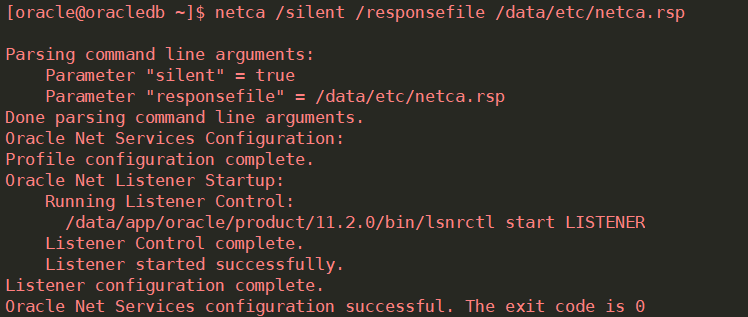 [oracle@oracledb ~]$ netca /silent /responsefile /data/etc/netca.rsp
Parsing command line arguments:
Parameter "silent" = true
Parameter "responsefile" = /data/etc/netca.rsp
Done parsing command line arguments.
Oracle Net Services Configuration:
Profile configuration complete.
Oracle Net Listener Startup:
Running Listener Control:
/data/app/oracle/product/11.2.0/bin/lsnrctl start LISTENER
Listener Control complete.
Listener started successfully.
Listener configuration complete.
Oracle Net Services configuration successful. The exit code is 0